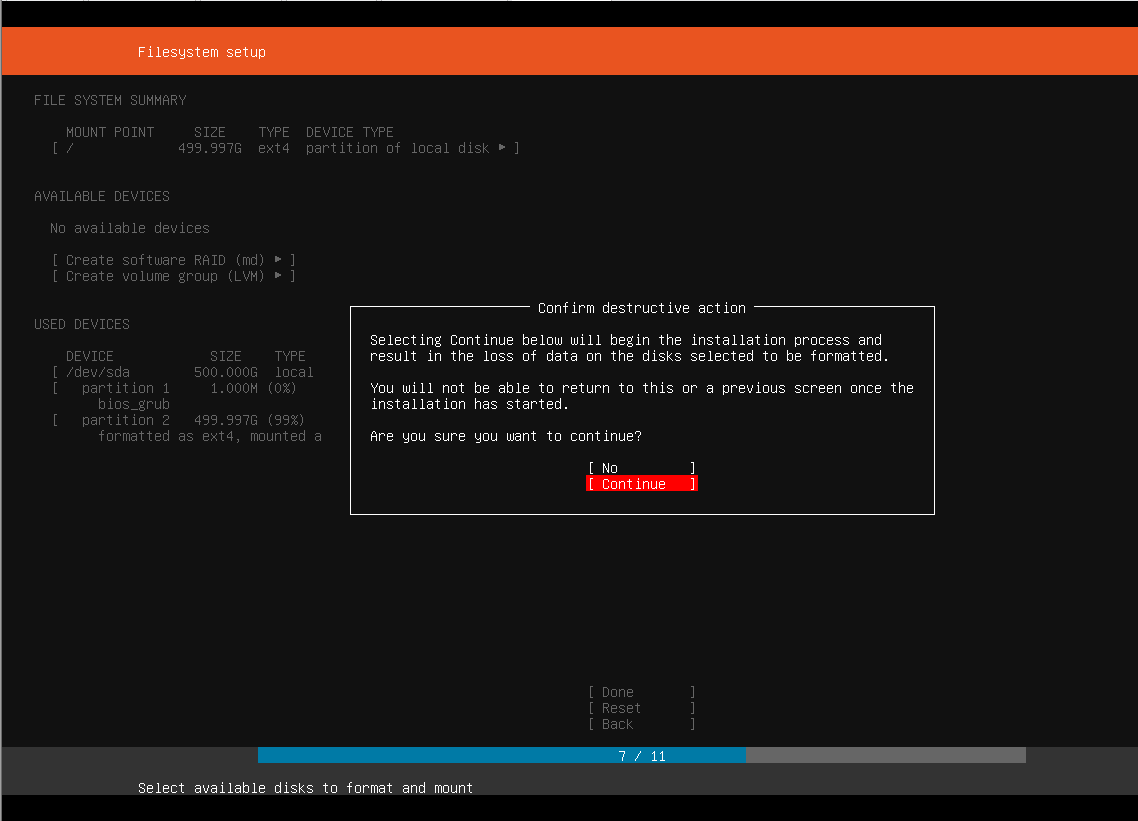 Filesystem setup
FILE SYSTEM SUMMARY
MOUNT POINT SIZE TYPE DEVICE TYPE
[ / 499.997G ext4 partition of local disk ▸ ]
AVAILABLE DEVICES
No available devices
[ Create software RAID (md) ▸ ]
[ Create volume group (LVM) ▸ ]
USED DEVICES
DEVICE SIZE TYPE
[ /dev/sda 500.000G local
[ partition 1 1.000M (0%)
bios_grub
[ partition 2 499.997G (99%)
formatted as ext4, mounted a
Confirm destructive action
Selecting Continue below will begin the installation process and
result in the loss of data on the disks selected to be formatted.
You will not be able to return to this or a previous screen once the
installation has started.
Are you sure you want to continue?
[ No ]
[ Continue ]
[ Done ]
[ Reset ]
[ Back ]
7 / 11
Select available disks to format and mount